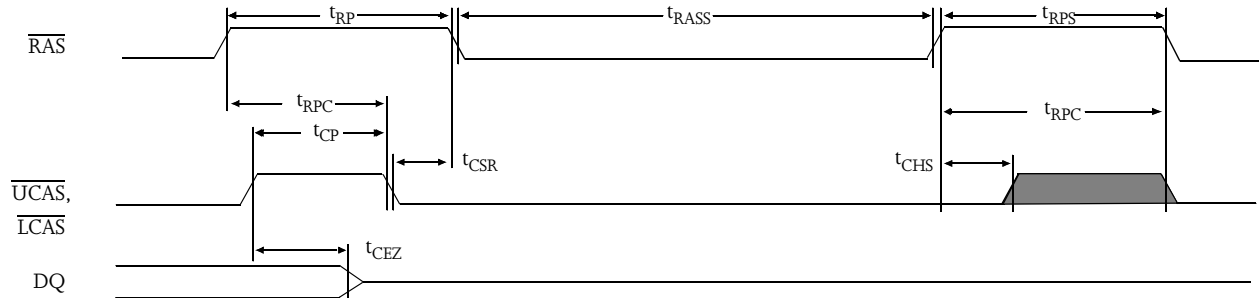 tRP
tRASS
tRPS
RAS
tRPC
tRPC
tCP
tCSR
tCHS
UCAS,
LCAS
tCEZ
DQ